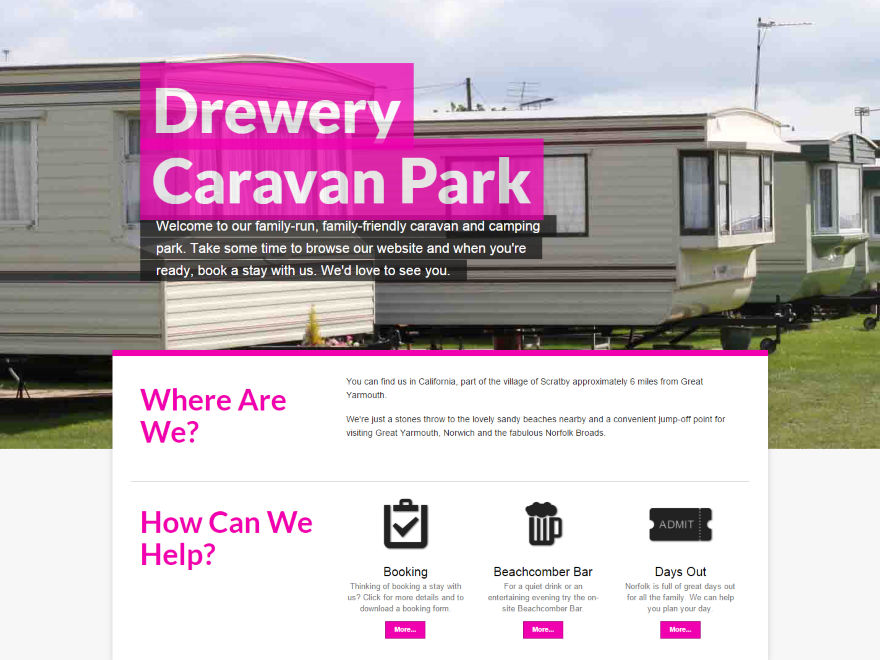 Drewery
Caravan Park
Welcome to our family-run, family-friendly caravan and camping
park. Take some time to browse our website and when you're
ready, book a stay with us. We'd love to see you.
Where Are
We?
You can find us in California, part of the village of Scratby approximately 6 miles from Great
Yarmouth.
We're just a stones throw to the lovely sandy beaches nearby and a convenient jump-off point for
visiting Great Yarmouth, Norwich and the fabulous Norfolk Broads.
How Can We
Help?
Booking
Thinking of booking a stay with
us? Click for more details and to
download a booking form.
More...
Beachcomber Bar
For a quiet drink or an
entertaining evening try the on-
site Beachcomber Bar.
More...
ADMIT
Days Out
Norfolk is full of great days out
for all the family. We can help
you plan your day.
More...